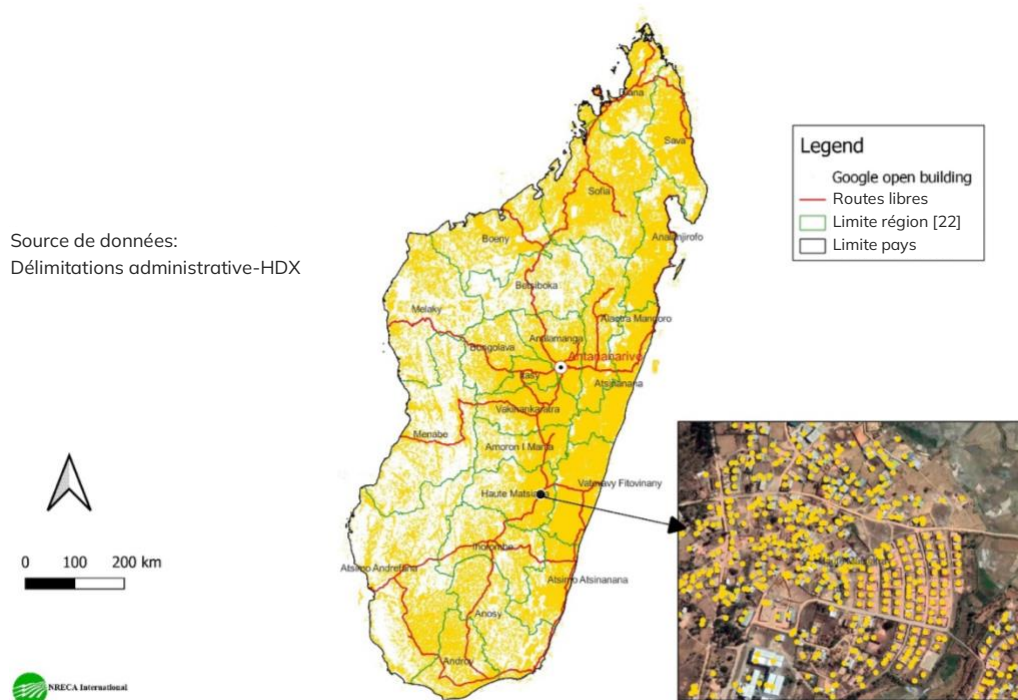 Source de données:
Délimitations administrative-HDX
0 100 200 km
NRECA International
Diana
Sava
Sofia
Analanjirofo
Boeny
Betsiboka
Melaky
Alaotra Mangoro
Analamanga
Bongolava
Antananarivo
Itasy
Atsinanana
Vakinankaratra
Menabe
Amoron I Mania
Vatovavy Fitovinany
Haute Matsiatra
Ihorombe
Atsimo Andrefana
Atsimo Atsinanana
Anosy
Androy
Legend
Google open building
Routes libres
Limite région [22]
Limite pays